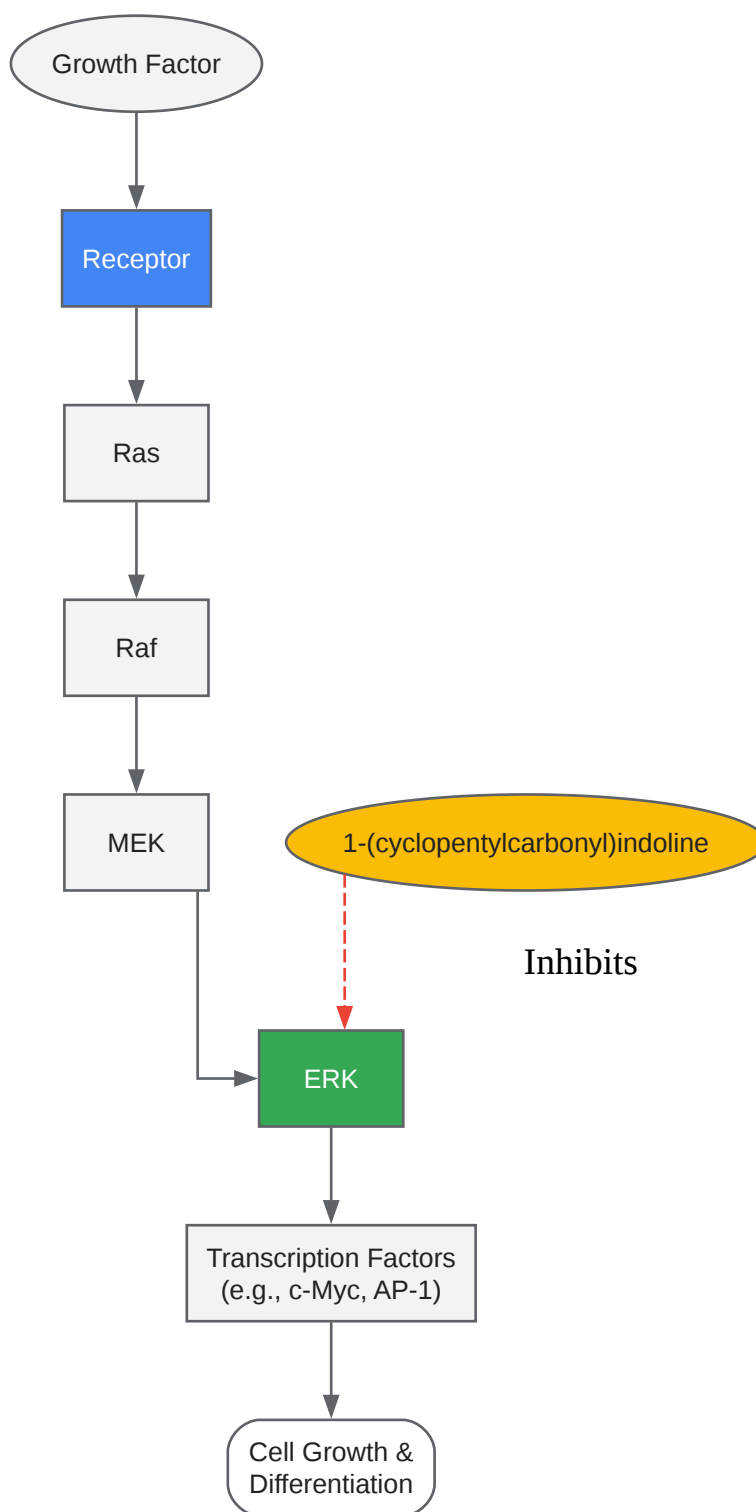 Growth Factor
Receptor
Ras
Raf
MEK
1-(cyclopentylcarbonyl)indoline
Inhibits
ERK
Transcription Factors
(e.g., c-Myc, AP-1)
Cell Growth &
Differentiation